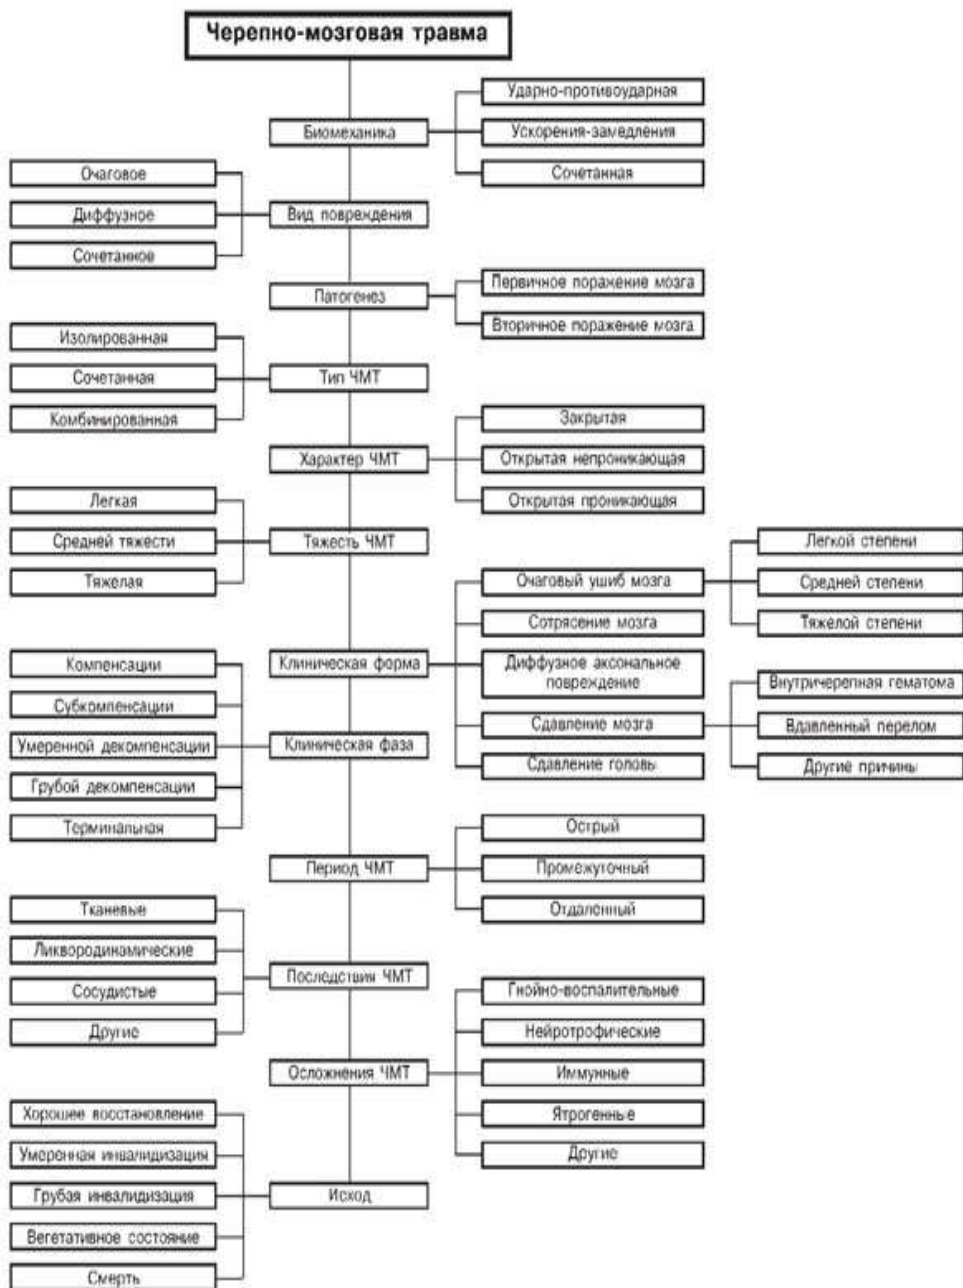 Черепно-мозговая травма
Биомеханика
Ударно-противоударная
Ускорения-замедления
Сочетанная
Вид повреждения
Очаговое
Диффузное
Сочетанное
Патогенез
Первичное поражение мозга
Вторичное поражение мозга
Тип ЧМТ
Изолированная
Сочетанная
Комбинированная
Характер ЧМТ
Закрытая
Открытая непроникающая
Открытая проникающая
Тяжесть ЧМТ
Легкая
Средней тяжести
Тяжелая
Клиническая форма
Очаговый ушиб мозга
Легкой степени
Средней степени
Тяжелой степени
Сотрясение мозга
Диффузное аксональное
повреждение
Сдавление мозга
Внутричерепная гематома
Вдавленный перелом
Другие причины
Сдавление головы
Клиническая фаза
Компенсации
Субкомпенсации
Умеренной декомпенсации
Грубой декомпенсации
Терминальная
Период ЧМТ
Острый
Промежуточный
Отдаленный
Последствия ЧМТ
Тканевые
Ликвородинамические
Сосудистые
Другие
Осложнения ЧМТ
Гнойно-воспалительные
Нейротрофические
Иммунные
Ятрогенные
Другие
Исход
Хорошее восстановление
Умеренная инвалидизация
Грубая инвалидизация
Вегетативное состояние
Смерть